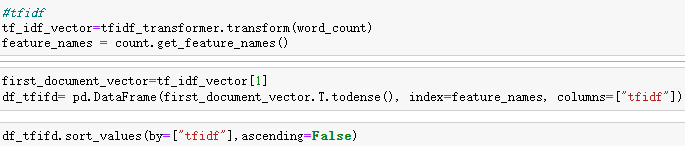 #tfidf
tf_idf_vector=tfidf_transformer.transform(word_count)
feature_names = count.get_feature_names()
first_document_vector=tf_idf_vector[1]
df_tfifd= pd.DataFrame(first_document_vector.T.todense(), index=feature_names, columns=["tfidf"])
df_tfifd.sort_values(by=["tfidf"],ascending=False)